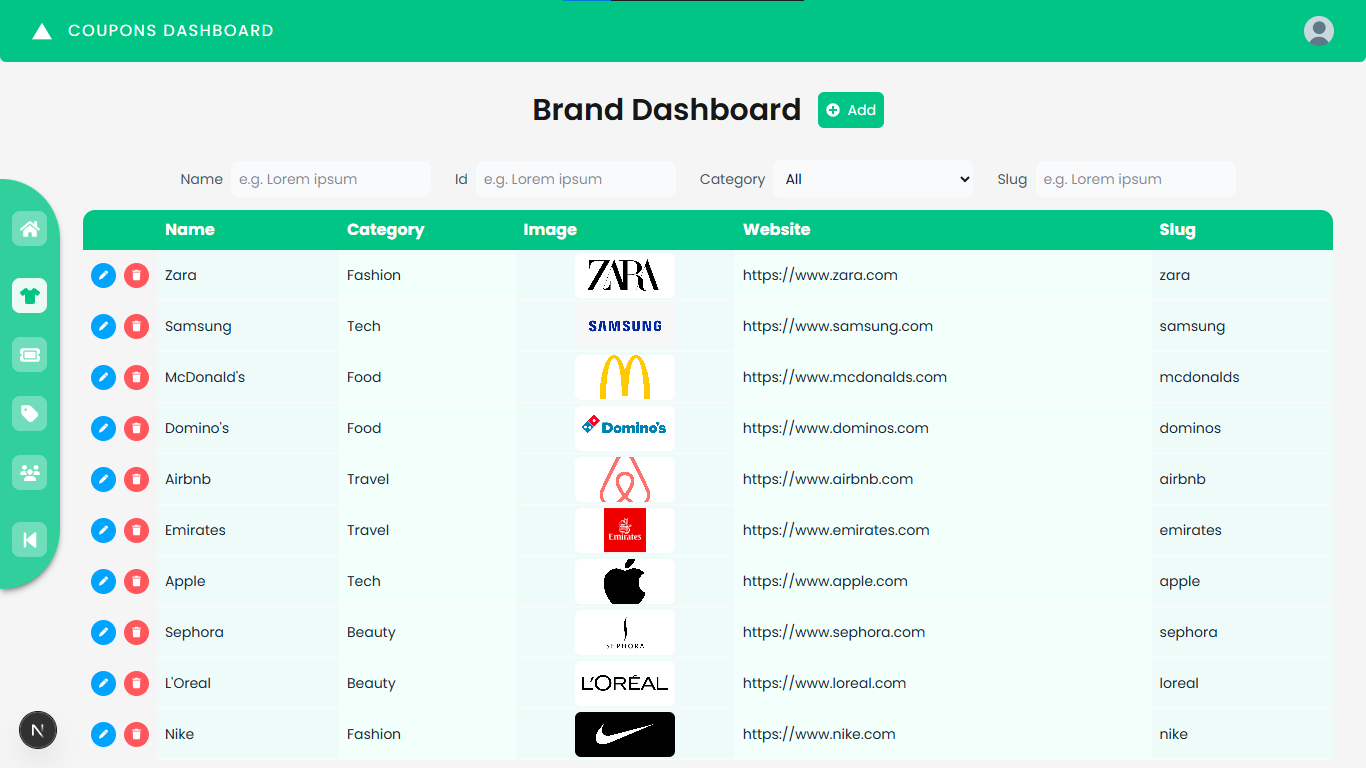 COUPONS DASHBOARD
Brand Dashboard Add
Name e.g. Lorem ipsum Id e.g. Lorem ipsum Category All Slug e.g. Lorem ipsum
Name Category Image Website Slug
Zara Fashion ZARA https://www.zara.com zara
Samsung Tech SAMSUNG https://www.samsung.com samsung
McDonald's Food https://www.mcdonalds.com mcdonalds
Domino's Food Domino's https://www.dominos.com dominos
Airbnb Travel https://www.airbnb.com airbnb
Emirates Travel Emirates https://www.emirates.com emirates
Apple Tech https://www.apple.com apple
Sephora Beauty SEPHORA https://www.sephora.com sephora
L'Oreal Beauty L'ORÉAL https://www.loreal.com loreal
Nike Fashion https://www.nike.com nike
N